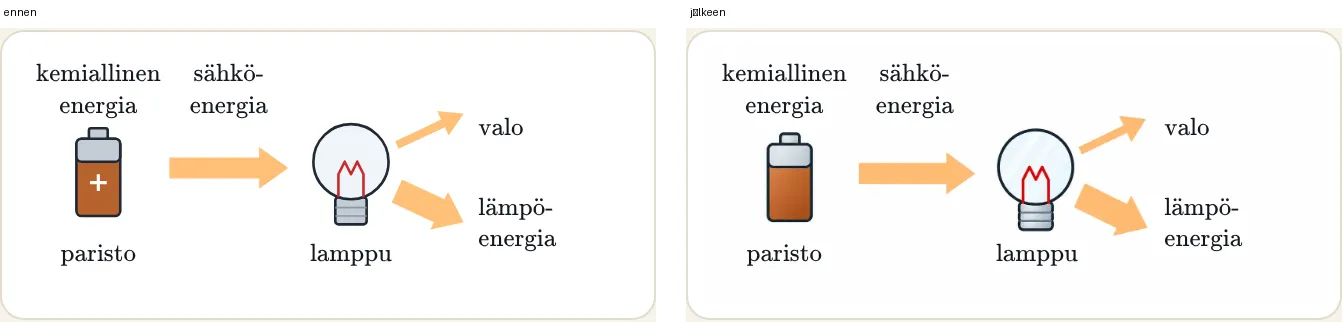 ennen
kemiallinen
energia
sähkö-
energia
+
valo
lämpö-
energia
paristo
lamppu
j▯lkeen
kemiallinen
energia
sähkö-
energia
valo
lämpö-
energia
paristo
lamppu